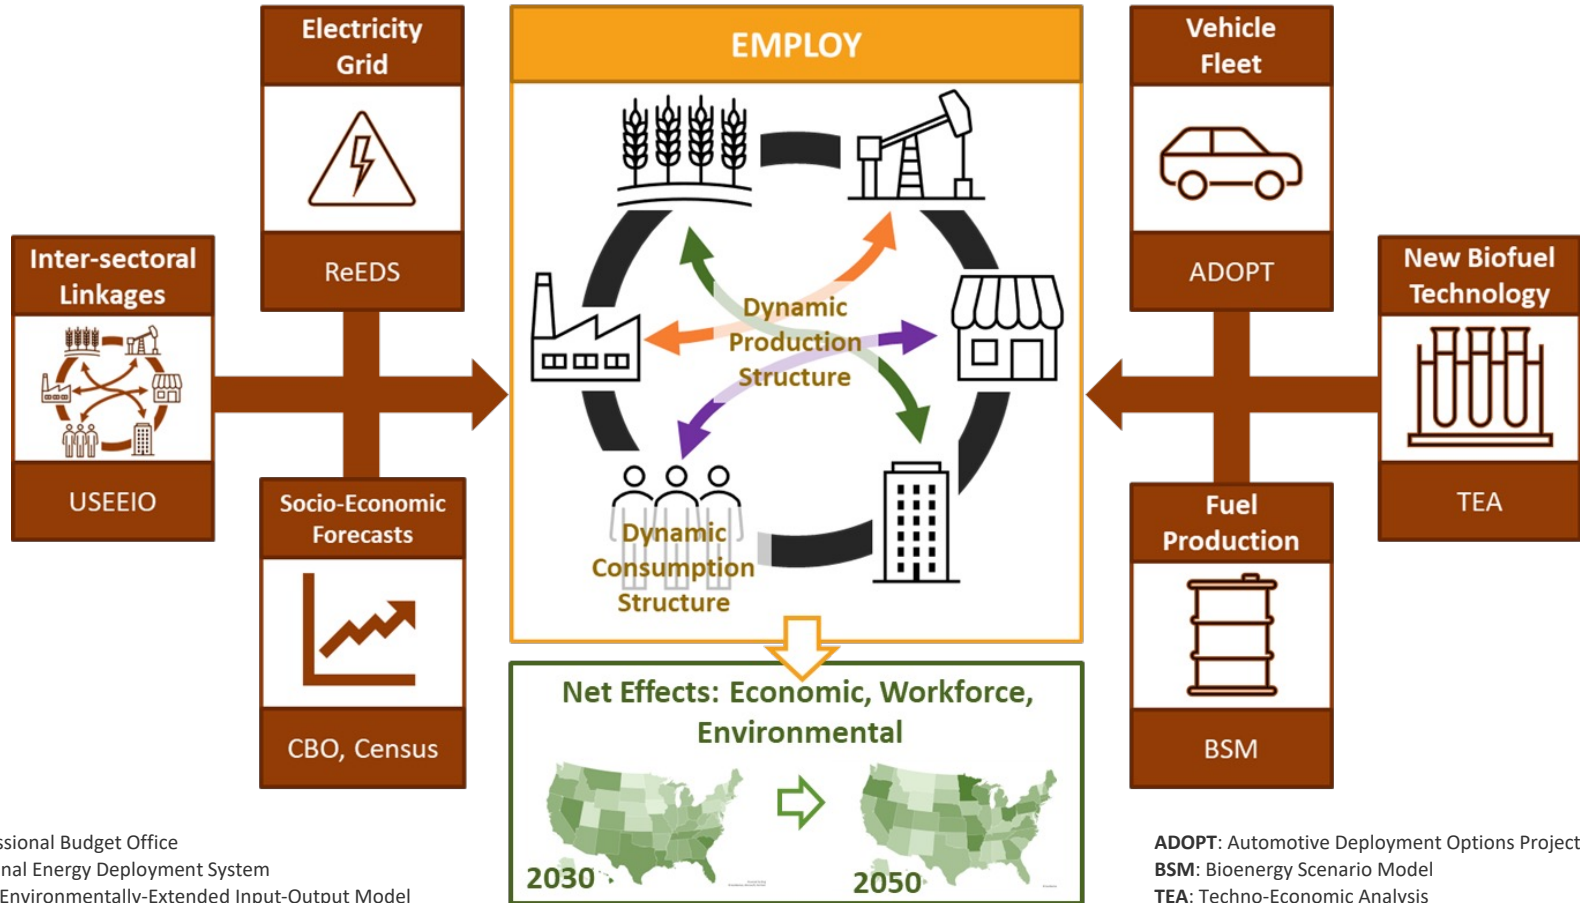 Electricity
Grid
ReEDS
Inter-sectoral
Linkages
USEEIO
Socio-Economic
Forecasts
CBO, Census
EMPLOY
Dynamic
Production
Structure
Dynamic
Consumption
Structure
Net Effects: Economic, Workforce,
Environmental
2030
2050
Vehicle
Fleet
ADOPT
New Biofuel
Technology
TEA
Fuel
Production
BSM
ssional Budget Office
nal Energy Deployment System
Environmentally-Extended Input-Output Model
ADOPT: Automotive Deployment Options Project
BSM: Bioenergy Scenario Model
TEA: Techno-Economic Analysis